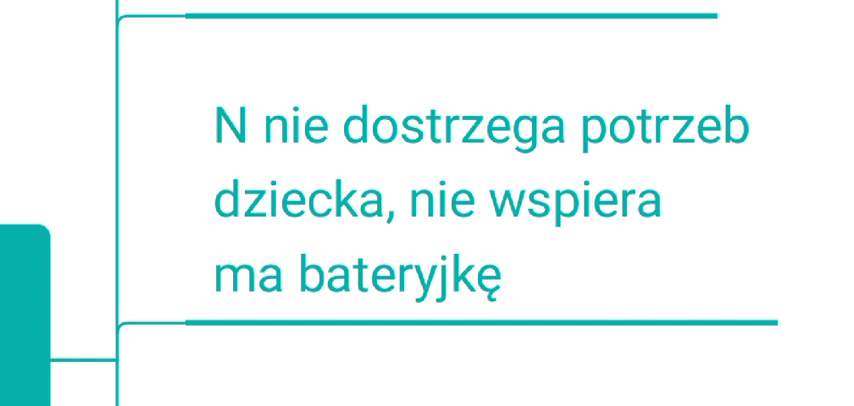 N nie dostrzega potrzeb
dziecka, nie wspiera
ma bateryjkę